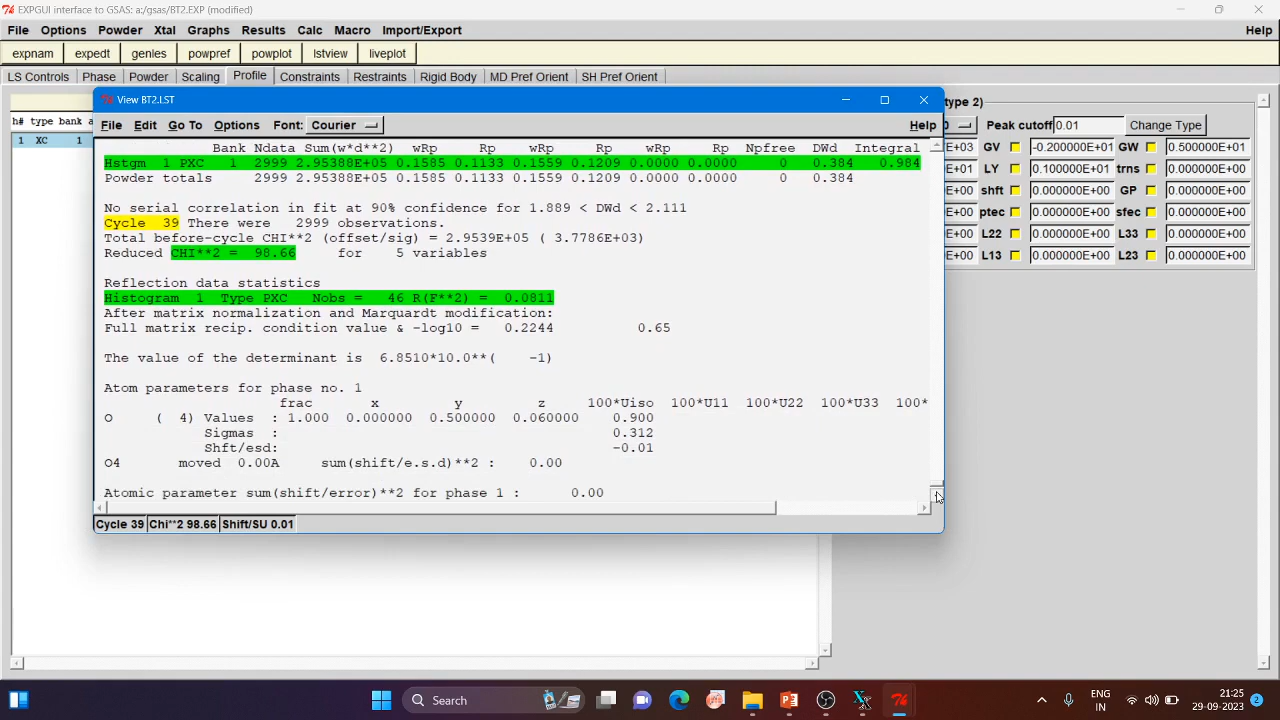 EXPGUI interface to GSAS: a:/gsas/BT2.EXP (modified)
File Options Powder Xtal Graphs Results Calc Macro Import/Export Help
expnam expedt genles powpref powplot lstview liveplot
LS Controls Phase Powder Scaling Profile Constraints Restraints Rigid Body MD Pref Orient SH Pref Orient
View BT2.LST
File Edit Go To Options Font: Courier Help
Bank Ndata Sum(w*d**2) wRp Rp wRp Rp wRp Rp Npfree DWd Integral
Hstgm 1 PXC 1 2999 2.95388E+05 0.1585 0.1133 0.1559 0.1209 0.0000 0.0000 0 0.384 0.984
Powder totals 2999 2.95388E+05 0.1585 0.1133 0.1559 0.1209 0.0000 0.0000 0 0.384
No serial correlation in fit at 90% confidence for 1.889 < DWd < 2.111
Cycle 39 There were 2999 observations.
Total before-cycle CHI**2 (offset/sig) = 2.9539E+05 ( 3.7786E+03)
Reduced CHI**2 = 98.66 for 5 variables
Reflection data statistics
Histogram 1 Type PXC Nobs = 46 R(F**2) = 0.0811
After matrix normalization and Marquardt modification:
Full matrix recip. condition value & -log10 = 0.2244 0.65
The value of the determinant is 6.8510*10.0**( -1)
Atom parameters for phase no. 1
frac x y z 100*Uiso 100*U11 100*U22 100*U33 100*
O ( 4) Values : 1.000 0.000000 0.500000 0.060000 0.900
Sigmas : 0.312
Shft/esd: -0.01
O4 moved 0.00A sum(shift/e.s.d)**2 : 0.00
Atomic parameter sum(shift/error)**2 for phase 1 : 0.00
Cycle 39 Chi**2 98.66 Shift/SU 0.01
h# type bank a
1 XC 1
ype 2)
0 Peak cutoff 0.01 Change Type
E+03 GV -0.200000E+01 GW 0.500000E+1
E+01 LY 0.100000E+01 trns 0.000000E+00
E+00 shft 0.000000E+00 GP 0.000000E+00
E+00 ptec 0.000000E+00 sfec 0.000000E+00
E+00 L22 0.000000E+00 L33 0.000000E+00
E+00 L13 0.000000E+00 L23 0.000000E+00
Search
ENG
IN
21:25
29-09-2023
2